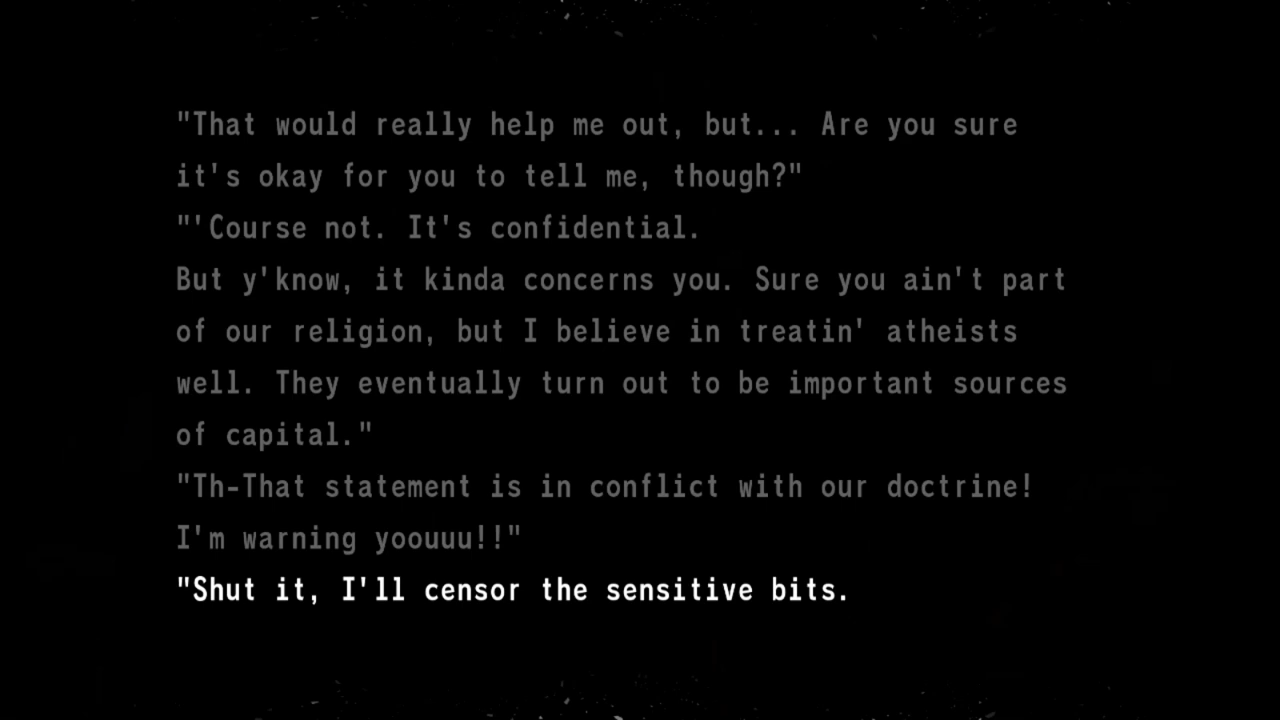 "That would really help me out, but... Are you sure
it's okay for you to tell me, though?"
"'Course not. It's confidential.
But y'know, it kinda concerns you. Sure you ain't part
of our religion, but I believe in treatin' atheists
well. They eventually turn out to be important sources
of capital."
"Th-That statement is in conflict with our doctrine!
I'm warning yoouuu!!"
"Shut it, I'll censor the sensitive bits.